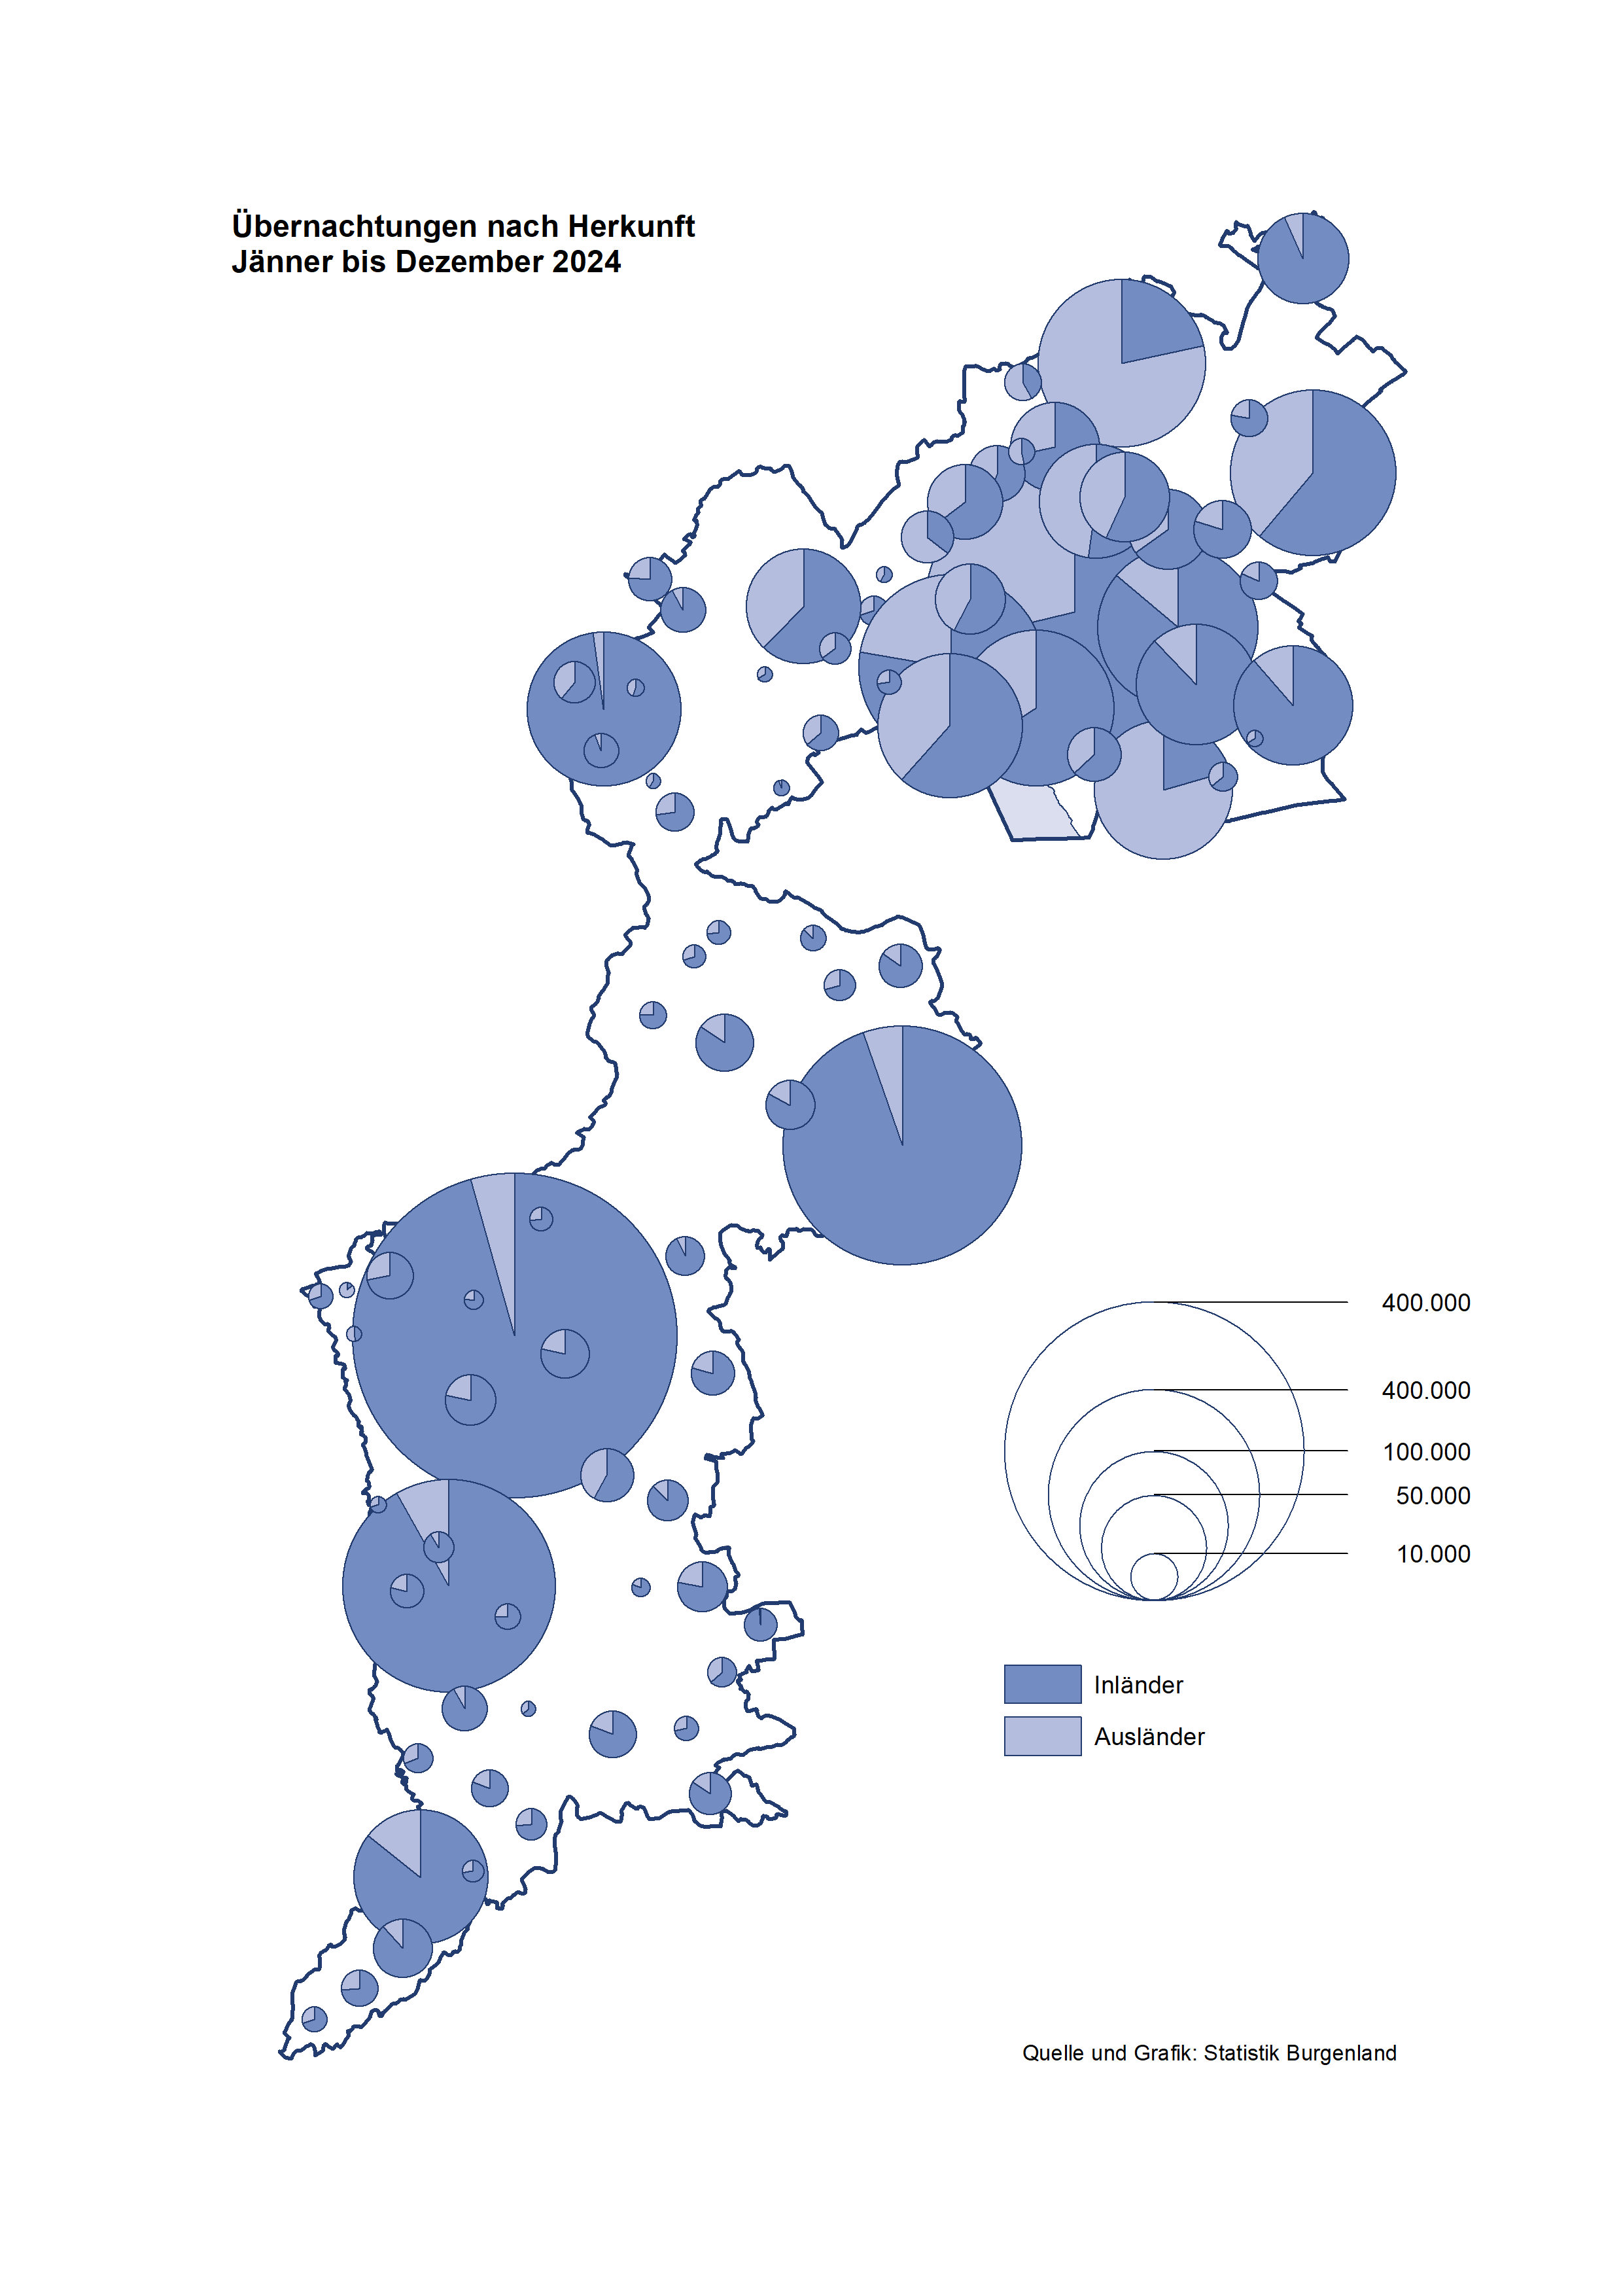 Übernachtungen nach Herkunft
Jänner bis Dezember 2024
400.000
400.000
100.000
50.000
10.000
Inländer
Ausländer
Quelle und Grafik: Statistik Burgenland